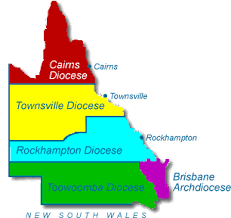 Cairns
Diocese
Cairns
Townsville
Townsville Diocese
Rockhampton
Rockhampton Diocese
Brisbane
Archdiocese
Toowoomba Diocese
NEW SOUTH WALES